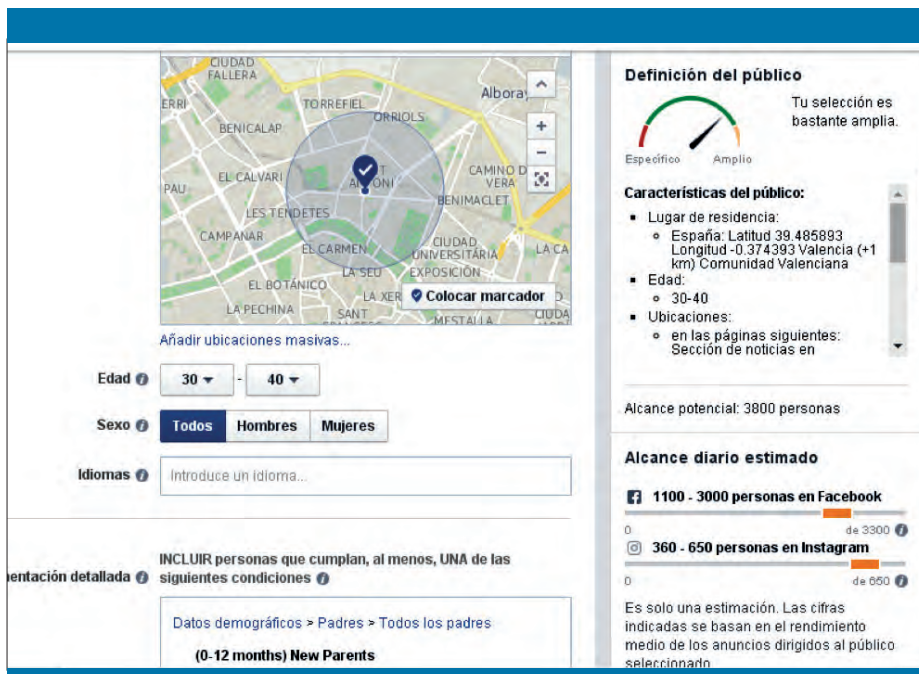 CIUDAD
FALLERA
ERRI
TORREFIEL
Alboray
ORRIOLS
BENICALAP
EL CALVARI
CAMINO D
VERA
PAU
ANTONI
BENIMACLET
LES TENDETES
CAMPANAR
EL CARMEN
CIUDAD
UNIVERSITÀRIA
LA CA
LA SEU
EXPOSICIÓN
EL BOTÁNICO
LA XER
Colocar marcador
LA PECHINA
SANT
MESTALLA
CIUDA
Añadir ubicaciones masivas...
Edad
30 - 40
Sexo
Todos Hombres Mujeres
Idiomas
Introduce un idioma...
mentación detallada
INCLUIR personas que cumplan, al menos, UNA de las
siguientes condiciones
Datos demográficos > Padres > Todos los padres
(0-12 months) New Parents
Definición del público
Tu selección es
bastante amplia.
Específico Amplio
Características del público:
Lugar de residencia:
España: Latitud 39.485893
Longitud -0.374393 Valencia (+1
km) Comunidad Valenciana
Edad:
30-40
Ubicaciones:
en las páginas siguientes:
Sección de noticias en
Alcance potencial: 3800 personas
Alcance diario estimado
1100 - 3000 personas en Facebook
0 de 3300
360 - 650 personas en Instagram
0 de 650
Es solo una estimación. Las cifras
indicadas se basan en el rendimiento
medio de los anuncios dirigidos al público
seleccionado